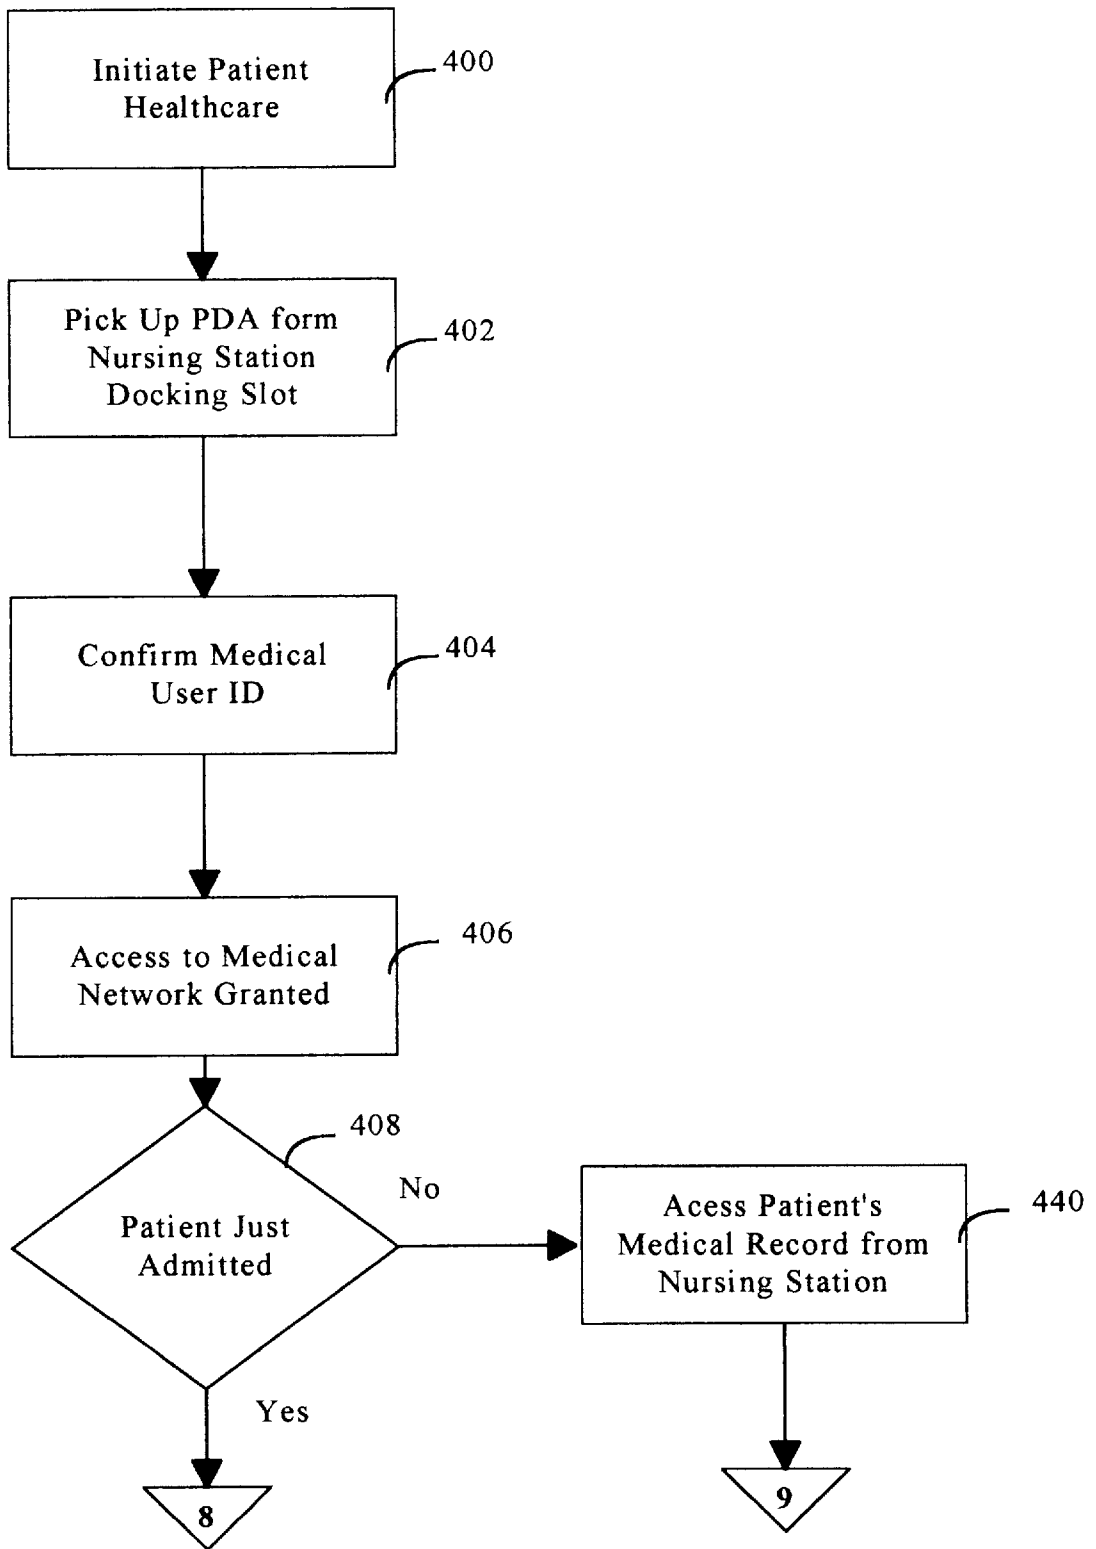 Initiate Patient
Healthcare
400
Pick Up PDA form
Nursing Station
Docking Slot
402
Confirm Medical
User ID
404
Access to Medical
Network Granted
406
408
Patient Just
Admitted
No
Acess Patient's
Medical Record from
Nursing Station
440
Yes
8
9